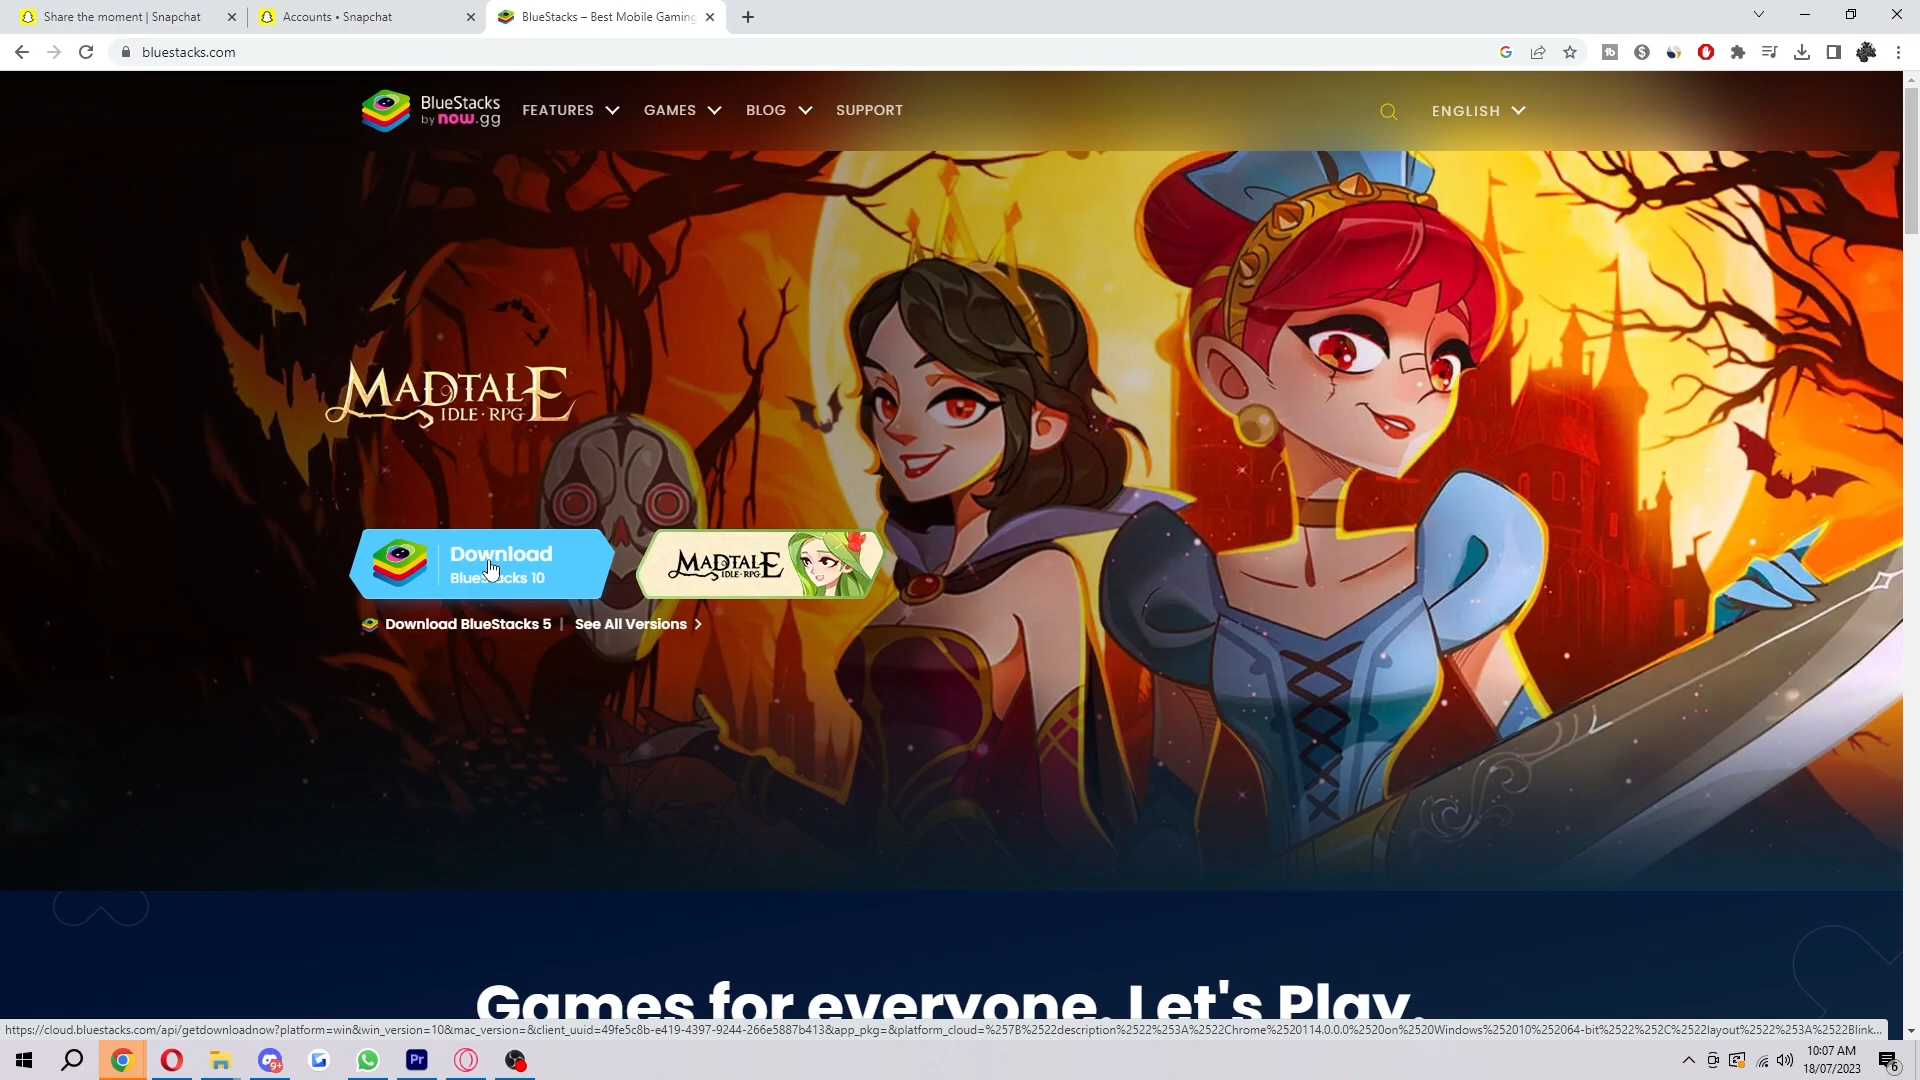 Share the moment | Snapchat
Accounts • Snapchat
BlueStacks – Best Mobile Gaming
bluestacks.com
BlueStacks
by now.gg
FEATURES
GAMES
BLOG
SUPPORT
ENGLISH
MADTALE
IDLE·RPG
Download
BlueStacks 10
MADTALE
IDLE·RPG
Download BlueStacks 5 | See All Versions >
Games for everyone. Let's Play.
https://cloud.bluestacks.com/api/getdownloadnow?platform=win&win_version=10&mac_version=&client_uuid=49fe5c8b-e419-4397-9244-266e5887b413&app_pkg=&platform_cloud=%257B%2522description%2522%253A%2522Chrome%2520114.0.0.0%2520on%2520Windows%252010%252064-bit%2522%252C%2522layout%2522%253A%2522Blink...
9+
Pr
10:07 AM
18/07/2023
6